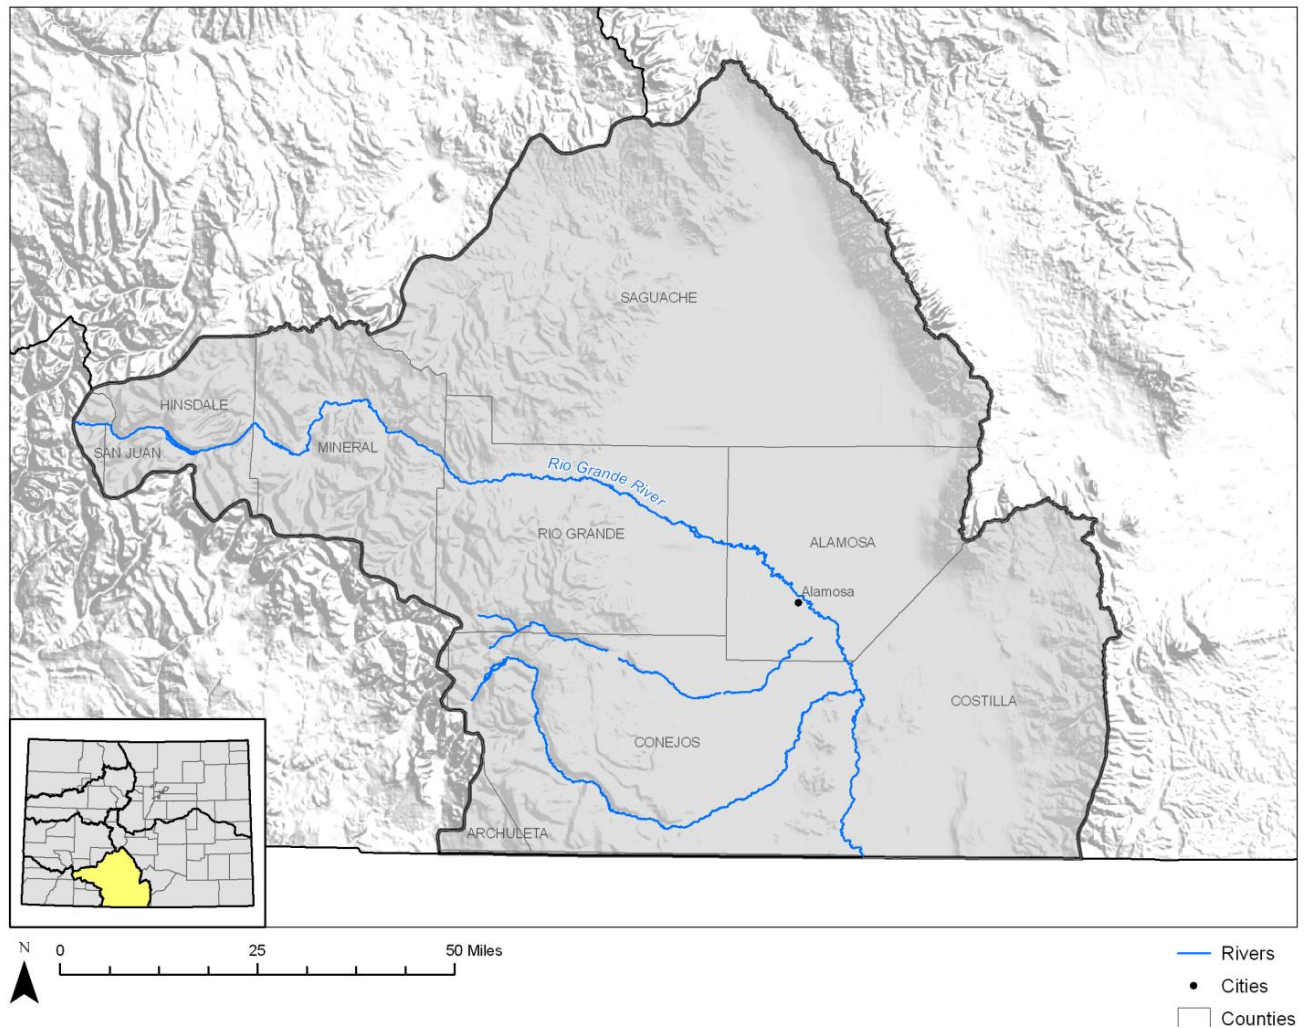 SAGUACHE
HINSDALE
SAN JUAN
MINERAL
Rio Grande River
RIO GRANDE
ALAMOSA
Alamosa
COSTILLA
CONEJOS
ARCHULETA
N
0 25 50 Miles
Rivers
Cities
Counties